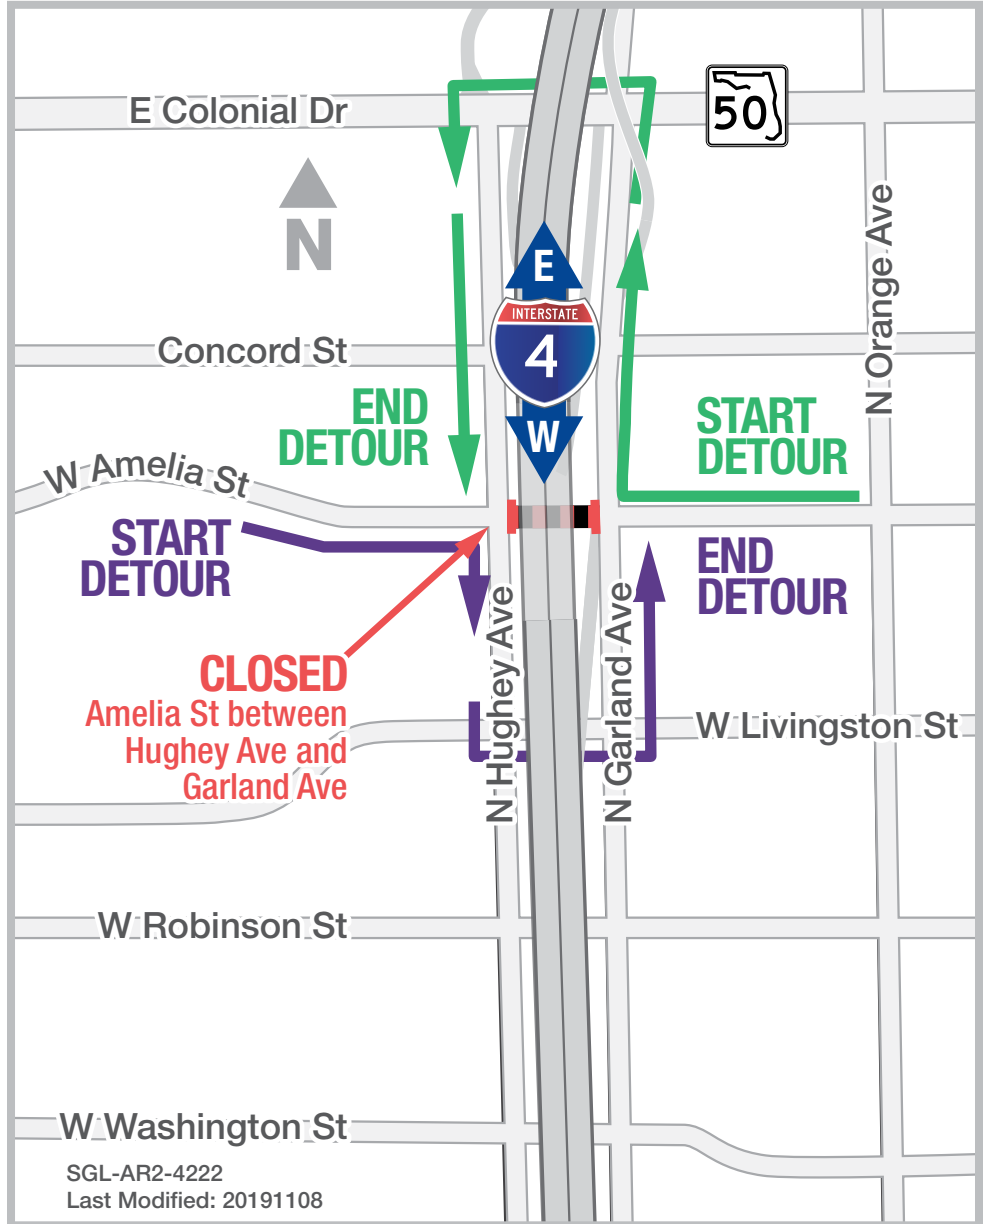 E Colonial Dr
50
N
N Orange Ave
E
INTERSTATE
4
W
Concord St
END
DETOUR
START
DETOUR
W Amelia St
START
DETOUR
END
DETOUR
CLOSED
Amelia St between
Hughey Ave and
Garland Ave
N Hughey Ave
N Garland Ave
W Livingston St
W Robinson St
W Washington St
SGL-AR2-4222
Last Modified: 20191108